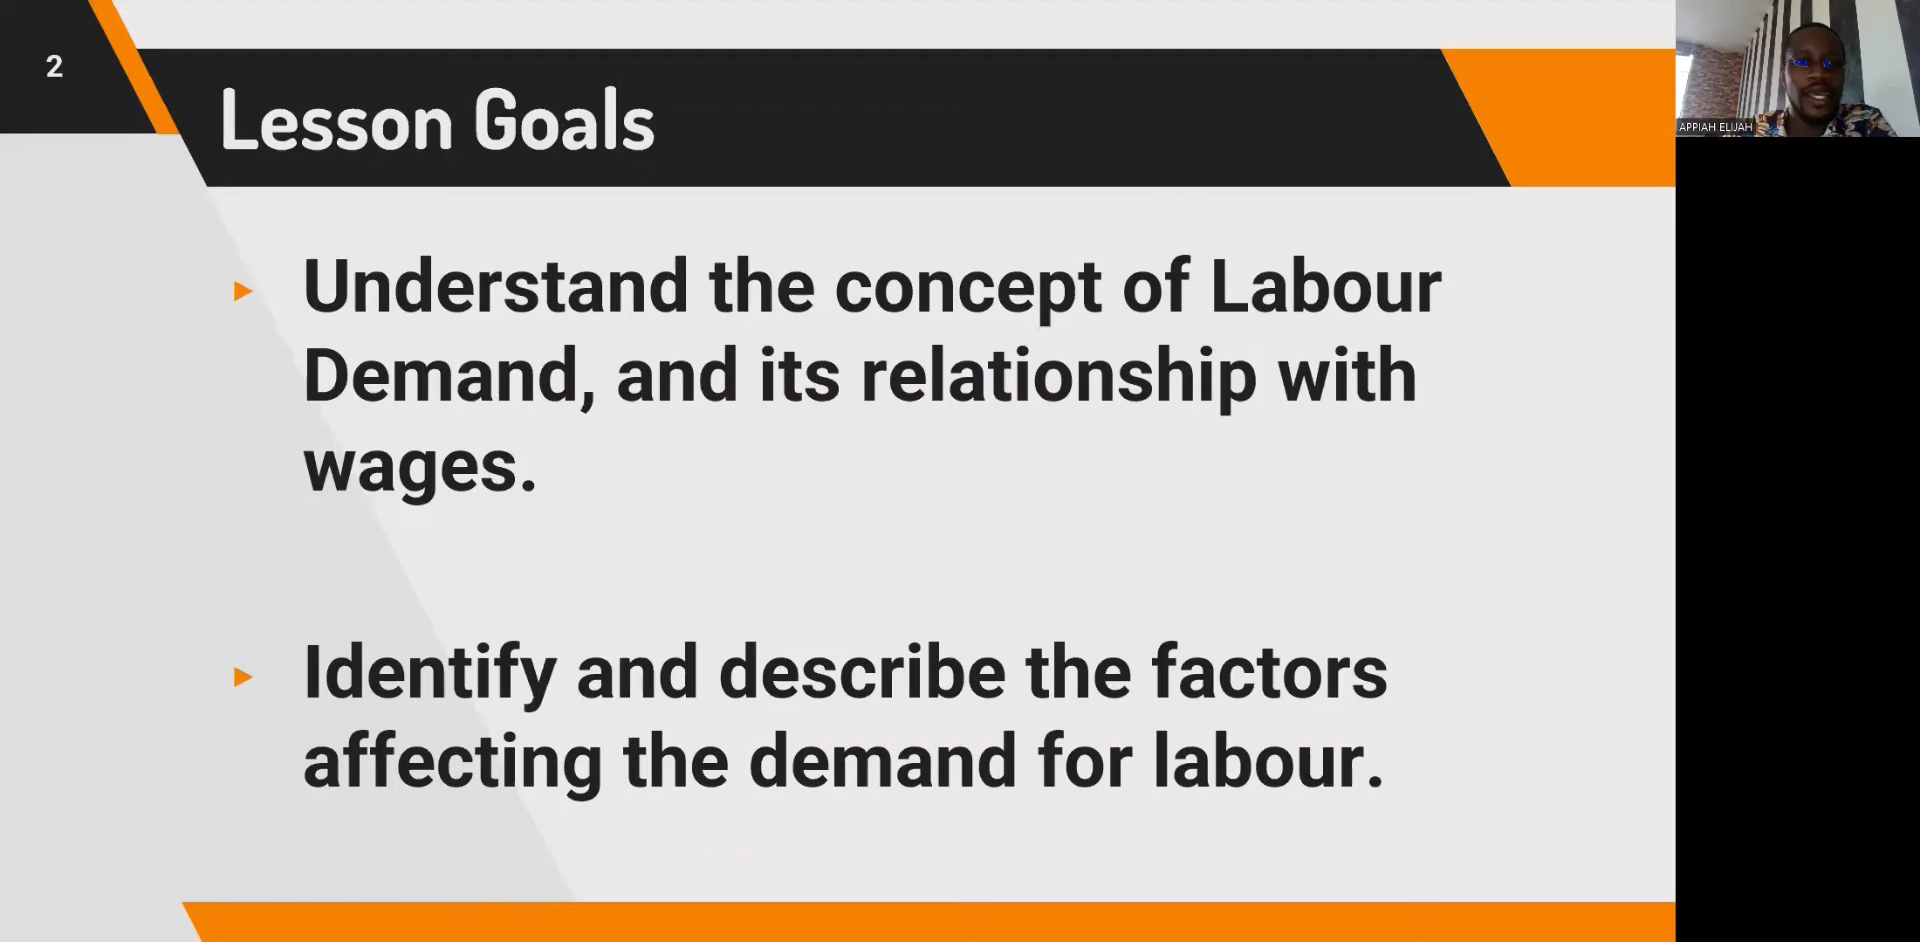 2
Lesson Goals
Understand the concept of Labour
Demand, and its relationship with
wages.
Identify and describe the factors
affecting the demand for labour.
APPIAH ELIJAH